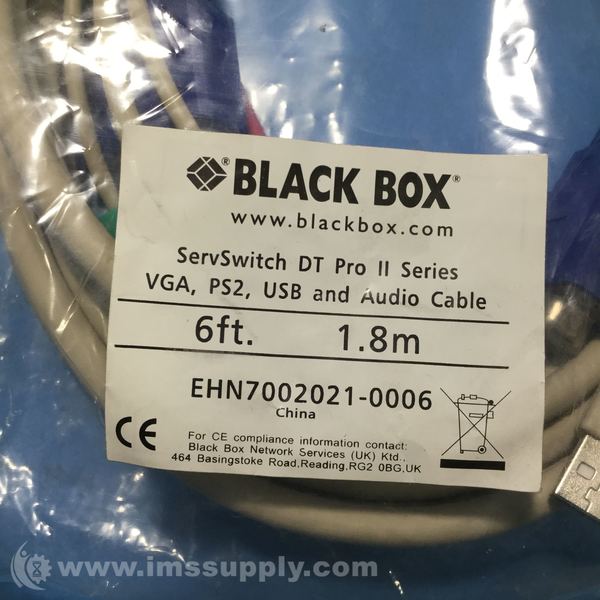 BLACK BOX®
www.blackbox.com
ServSwitch DT Pro II Series
VGA, PS2, USB and Audio Cable
6ft. 1.8m
EHN7002021-0006
China
CE
For CE compliance information contact:
Black Box Network Services (UK) Ktd.,
464 Basingstoke Road,Reading,RG2 0BG,UK
www.imssupply.com